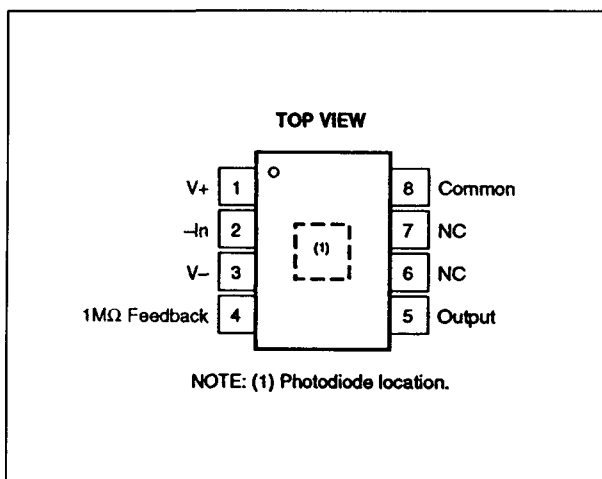 TOP VIEW
V+ 1 8 Common
–In 2 7 NC
(1)
V– 3 6 NC
1MΩ Feedback 4 5 Output
NOTE: (1) Photodiode location.